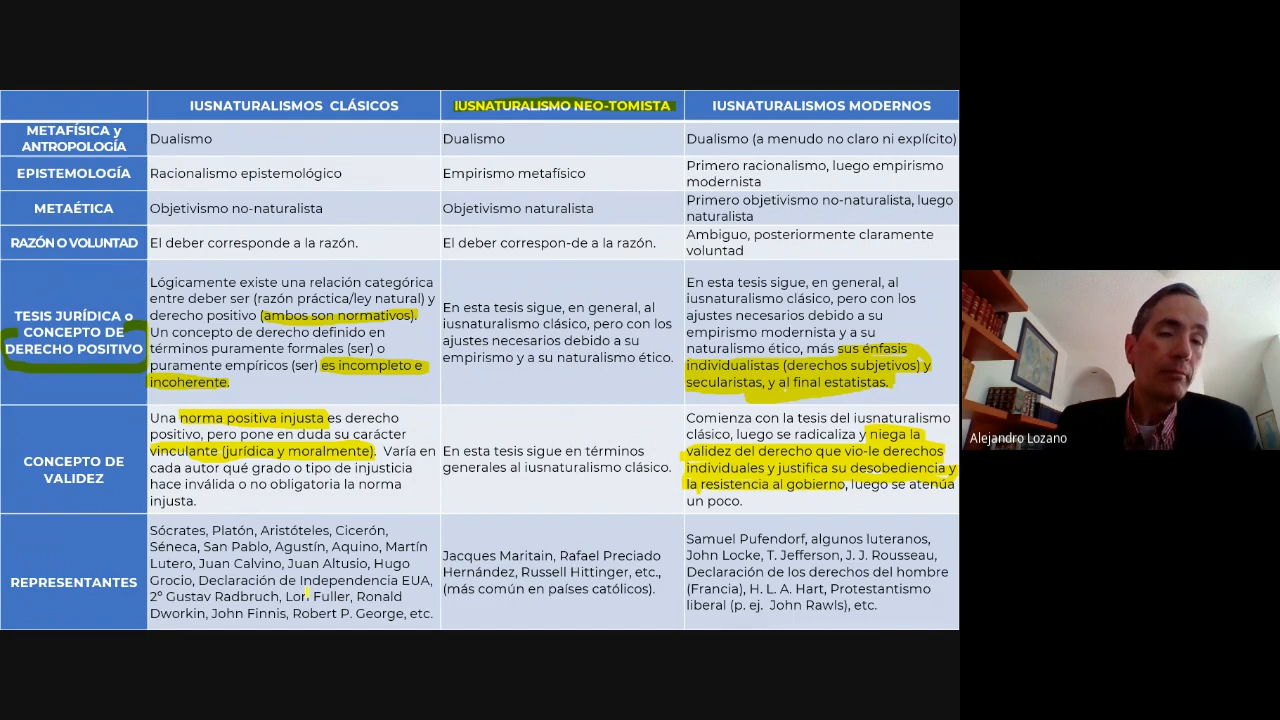 IUSNATURALISMOS CLÁSICOS
IUSNATURALISMO NEO-TOMISTA
IUSNATURALISMOS MODERNOS
METAFÍSICA y
ANTROPOLOGÍA
Dualismo
Dualismo
Dualismo (a menudo no claro ni explícito)
EPISTEMOLOGÍA
Racionalismo epistemológico
Empirismo metafísico
Primero racionalismo, luego empirismo
modernista
METAÉTICA
Objetivismo no-naturalista
Objetivismo naturalista
Primero objetivismo no-naturalista, luego
naturalista
RAZÓN O VOLUNTAD
El deber corresponde a la razón.
El deber correspon-de a la razón.
Ambiguo, posteriormente claramente
voluntad
TESIS JURÍDICA o
CONCEPTO DE
DERECHO POSITIVO
Lógicamente existe una relación categórica
entre deber ser (razón práctica/ley natural) y
derecho positivo (ambos son normativos).
Un concepto de derecho definido en
términos puramente formales (ser) o
puramente empíricos (ser) es incompleto e
incoherente.
En esta tesis sigue, en general, al
iusnaturalismo clásico, pero con los
ajustes necesarios debido a su
empirismo y a su naturalismo ético.
En esta tesis sigue, en general, al
iusnaturalismo clásico, pero con los
ajustes necesarios debido a su
empirismo modernista y a su
naturalismo ético, más sus énfasis
individualistas (derechos subjetivos) y
secularistas, y al final estatistas.
CONCEPTO DE
VALIDEZ
Una norma positiva injusta es derecho
positivo, pero pone en duda su carácter
vinculante (jurídica y moralmente). Varía en
cada autor qué grado o tipo de injusticia
hace inválida o no obligatoria la norma
injusta.
En esta tesis sigue en términos
generales al iusnaturalismo clásico.
Comienza con la tesis del iusnaturalismo
clásico, luego se radicaliza y niega la
validez del derecho que vio-le derechos
individuales y justifica su desobediencia y
la resistencia al gobierno, luego se atenúa
un poco.
REPRESENTANTES
Sócrates, Platón, Aristóteles, Cicerón,
Séneca, San Pablo, Agustín, Aquino, Martín
Lutero, Juan Calvino, Juan Altusio, Hugo
Grocio, Declaración de Independencia EUA,
2º Gustav Radbruch, Lon Fuller, Ronald
Dworkin, John Finnis, Robert P. George, etc.
Jacques Maritain, Rafael Preciado
Hernández, Russell Hittinger, etc.,
(más común en países católicos).
Samuel Pufendorf, algunos luteranos,
John Locke, T. Jefferson, J. J. Rousseau,
Declaración de los derechos del hombre
(Francia), H. L. A. Hart, Protestantismo
liberal (p. ej. John Rawls), etc.
Alejandro Lozano